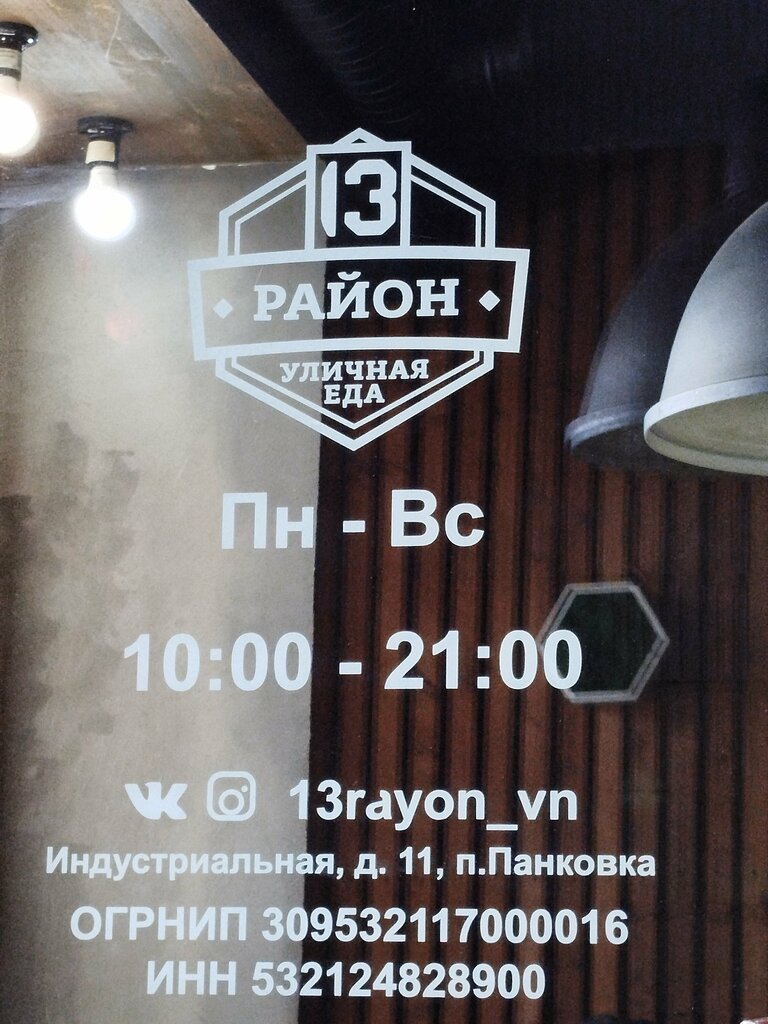 13
РАЙОН
УЛИЧНАЯ
ЕДА
Пн - Вс
10:00 - 21:00
13rayon_vn
Индустриальная, д. 11, п.Панковка
ОГРНИП 309532117000016
ИНН 532124828900